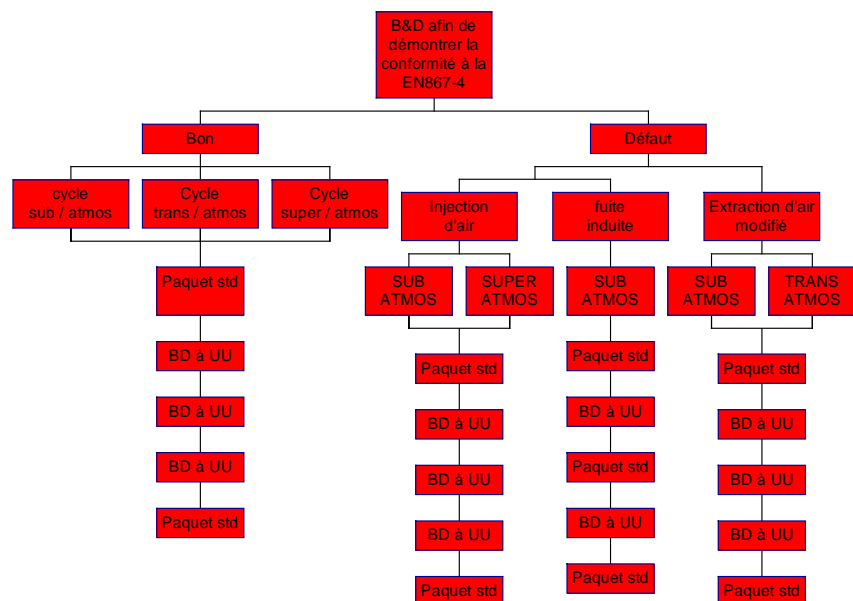 B&D afin de
démontrer la
conformité à la
EN867-4
Bon
Défaut
cycle
sub / atmos
Cycle
trans / atmos
Cycle
super / atmos
Injection
d'air
fuite
induite
Extraction d'air
modifié
Paquet std
SUB
ATMOS
SUPER
ATMOS
SUB
ATMOS
SUB
ATMOS
TRANS
ATMOS
BD à UU
BD à UU
BD à UU
Paquet std
Paquet std
BD à UU
BD à UU
BD à UU
Paquet std
Paquet std
BD à UU
Paquet std
BD à UU
Paquet std
Paquet std
BD à UU
BD à UU
BD à UU
Paquet std